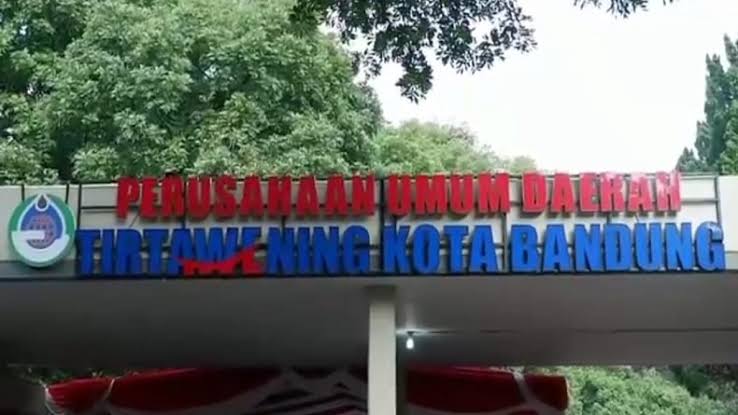 PERUSAHAAN UMUM DAERAH
TIRTAWENING KOTA BANDUNG